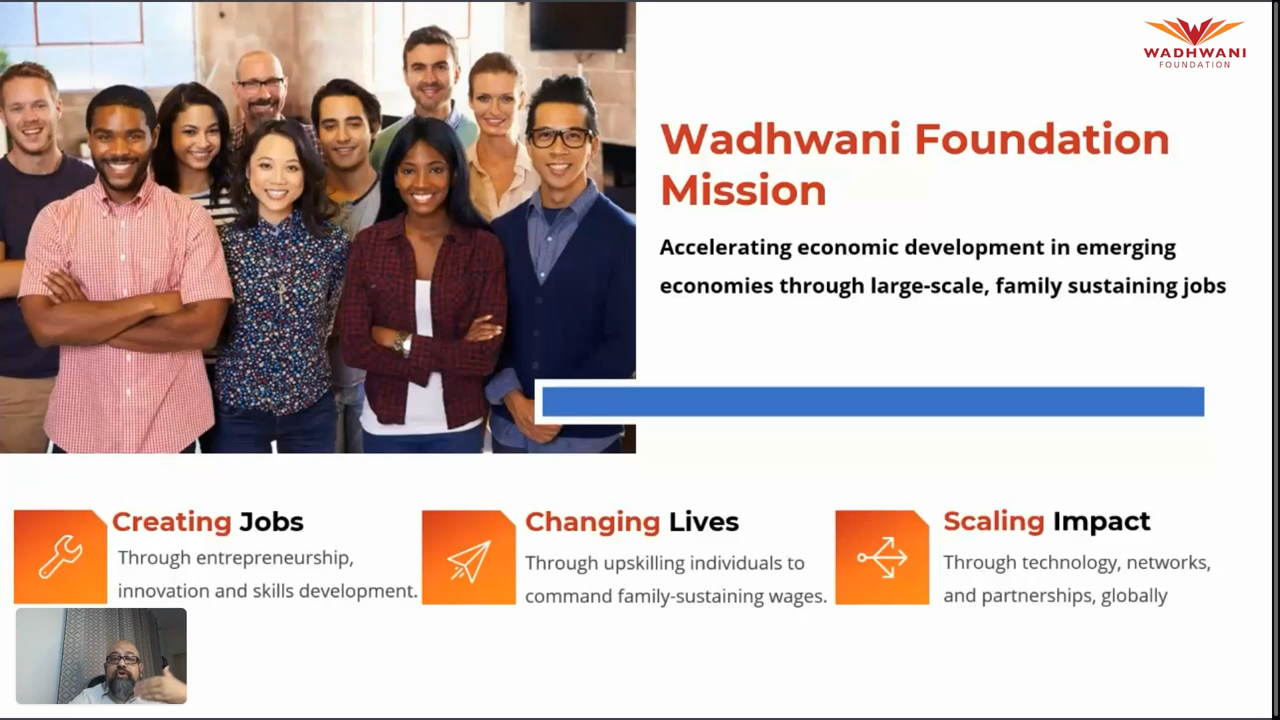 WADHWANI
FOUNDATION
Wadhwani Foundation
Mission
Accelerating economic development in emerging
economies through large-scale, family sustaining jobs
Creating Jobs
Through entrepreneurship,
innovation and skills development.
Changing Lives
Through upskilling individuals to
command family-sustaining wages.
Scaling Impact
Through technology, networks,
and partnerships, globally